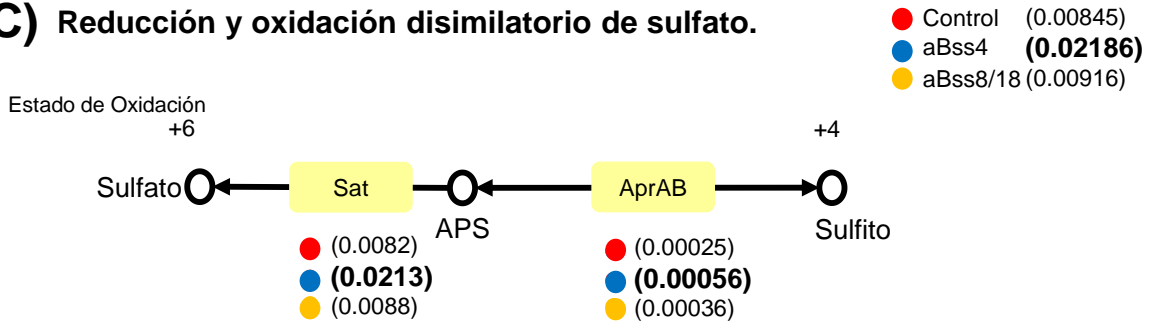 C) Reducción y oxidación disimilatorio de sulfato.
Control (0.00845)
aBss4 (0.02186)
aBss8/18 (0.00916)
Estado de Oxidación
+6
+4
Sulfato
Sat
APS
AprAB
Sulfito
(0.0082)
(0.0213)
(0.0088)
(0.00025)
(0.00056)
(0.00036)